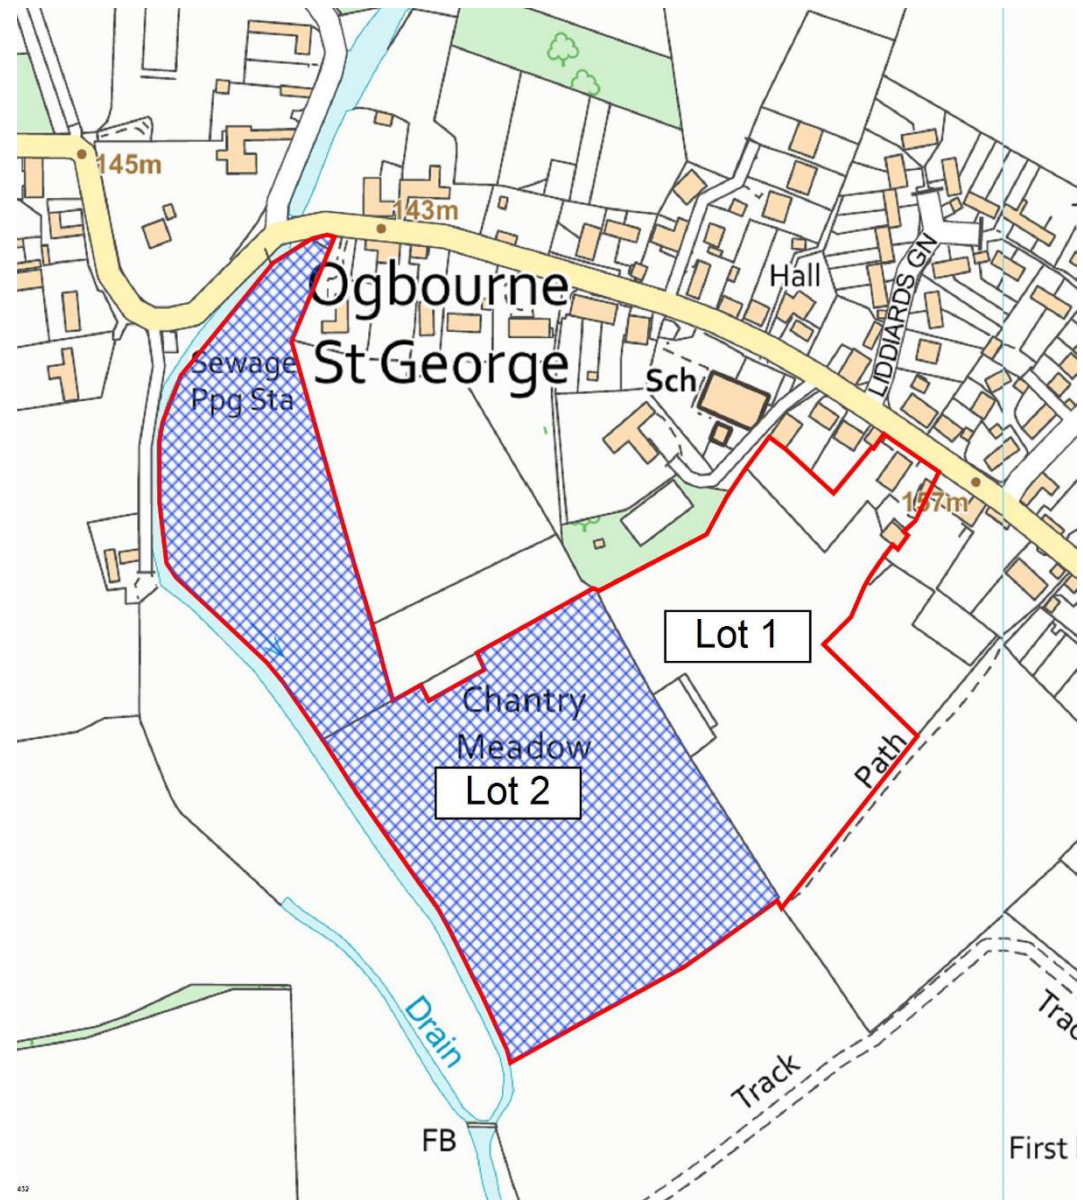 145m
143m
Ogbourne
St George
Hall
LIDDIARDS GN
Sewage
Ppg Sta
Sch
157m
Lot 1
Chantry
Meadow
Lot 2
Path
Drain
Track
FB
First
432